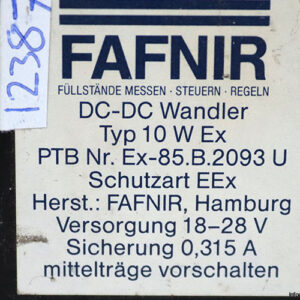 FAFNIR
FÜLLSTÄNDE MESSEN · STEUERN · REGELN
DC-DC Wandler
Typ 10 W Ex
PTB Nr. Ex-85.B.2093 U
Schutzart EEx
Herst.: FAFNIR, Hamburg
Versorgung 18-28 V
Sicherung 0,315 A
mittelträge vorschalten
1238